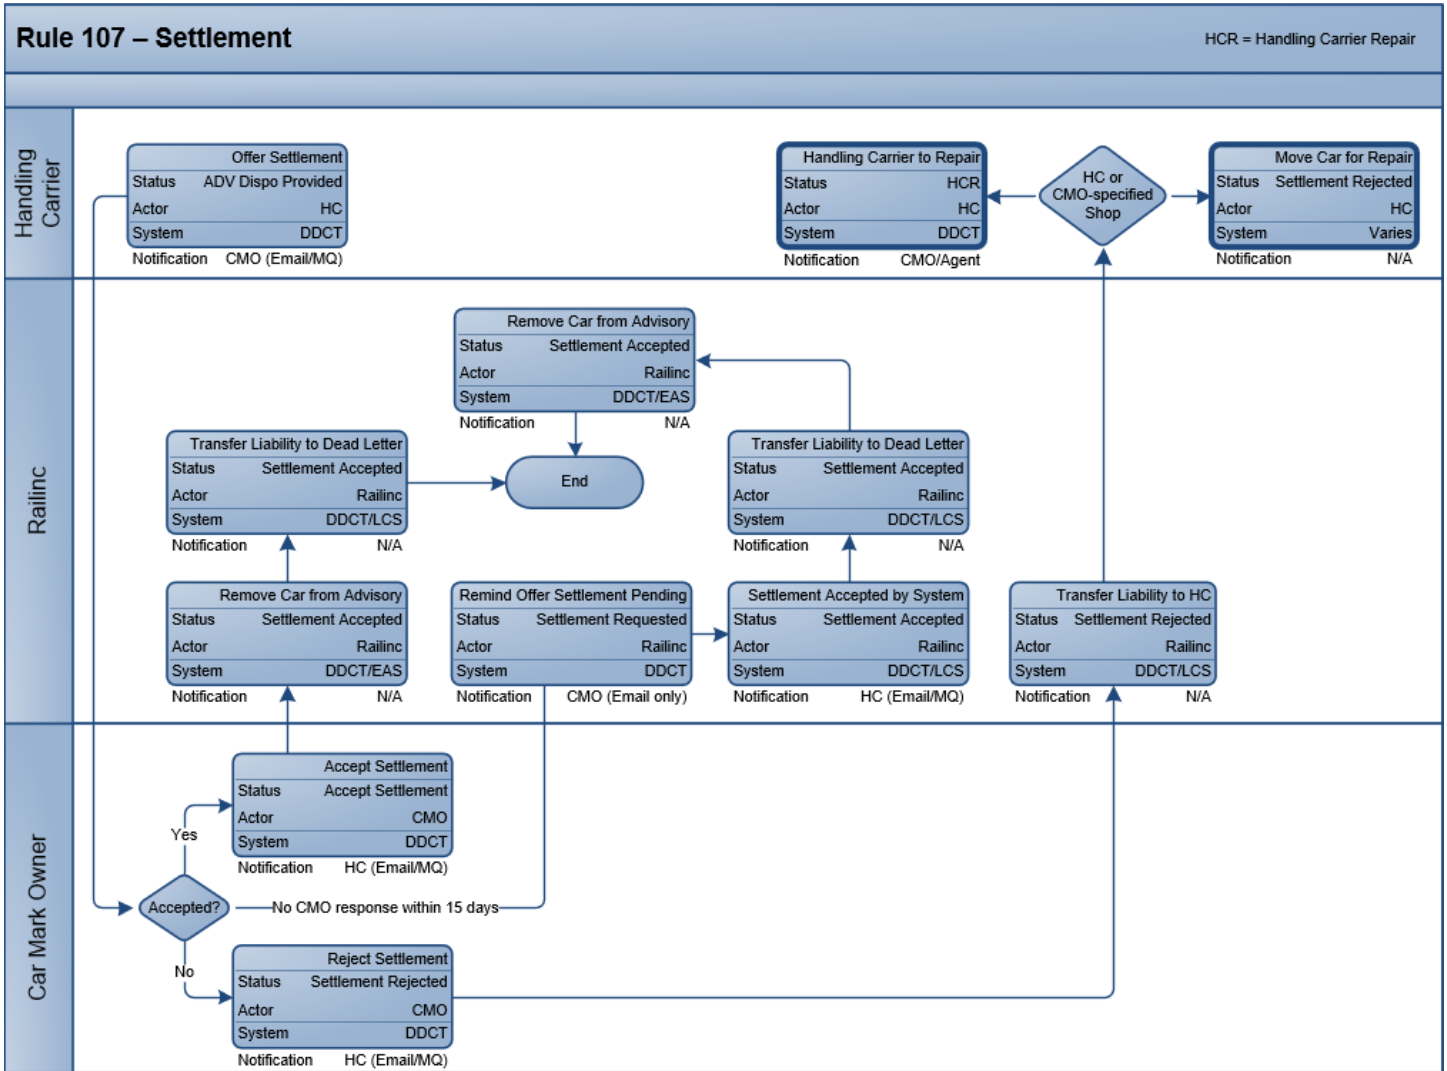 Rule 107 – Settlement
HCR = Handling Carrier Repair
Handling
Carrier
Offer Settlement
Status ADV Dispo Provided
Actor HC
System DDCT
Notification CMO (Email/MQ)
Handling Carrier to Repair
Status HCR
Actor HC
System DDCT
Notification CMO/Agent
HC or
CMO-specified
Shop
Move Car for Repair
Status Settlement Rejected
Actor HC
System Varies
Notification N/A
Railinc
Remove Car from Advisory
Status Settlement Accepted
Actor Railinc
System DDCT/EAS
Notification N/A
Transfer Liability to Dead Letter
Status Settlement Accepted
Actor Railinc
System DDCT/LCS
Notification N/A
End
Transfer Liability to Dead Letter
Status Settlement Accepted
Actor Railinc
System DDCT/LCS
Notification N/A
Remove Car from Advisory
Status Settlement Accepted
Actor Railinc
System DDCT/EAS
Notification N/A
Remind Offer Settlement Pending
Status Settlement Requested
Actor Railinc
System DDCT
Notification CMO (Email only)
Settlement Accepted by System
Status Settlement Accepted
Actor Railinc
System DDCT/LCS
Notification HC (Email/MQ)
Transfer Liability to HC
Status Settlement Rejected
Actor Railinc
System DDCT/LCS
Notification N/A
Car Mark Owner
Accept Settlement
Status Accept Settlement
Actor CMO
System DDCT
Notification HC (Email/MQ)
Yes
Accepted?
No CMO response within 15 days
No
Reject Settlement
Status Settlement Rejected
Actor CMO
System DDCT
Notification HC (Email/MQ)